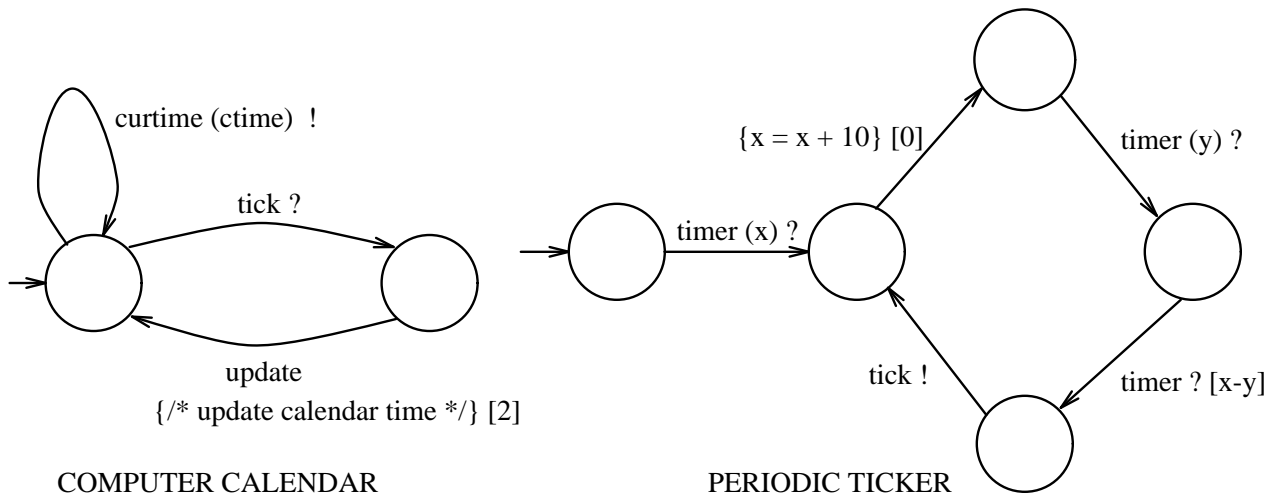 curtime (ctime) !
tick ?
update
{/* update calendar time */} [2]
COMPUTER CALENDAR
{x = x + 10} [0]
timer (y) ?
timer (x) ?
tick !
timer ? [x-y]
PERIODIC TICKER